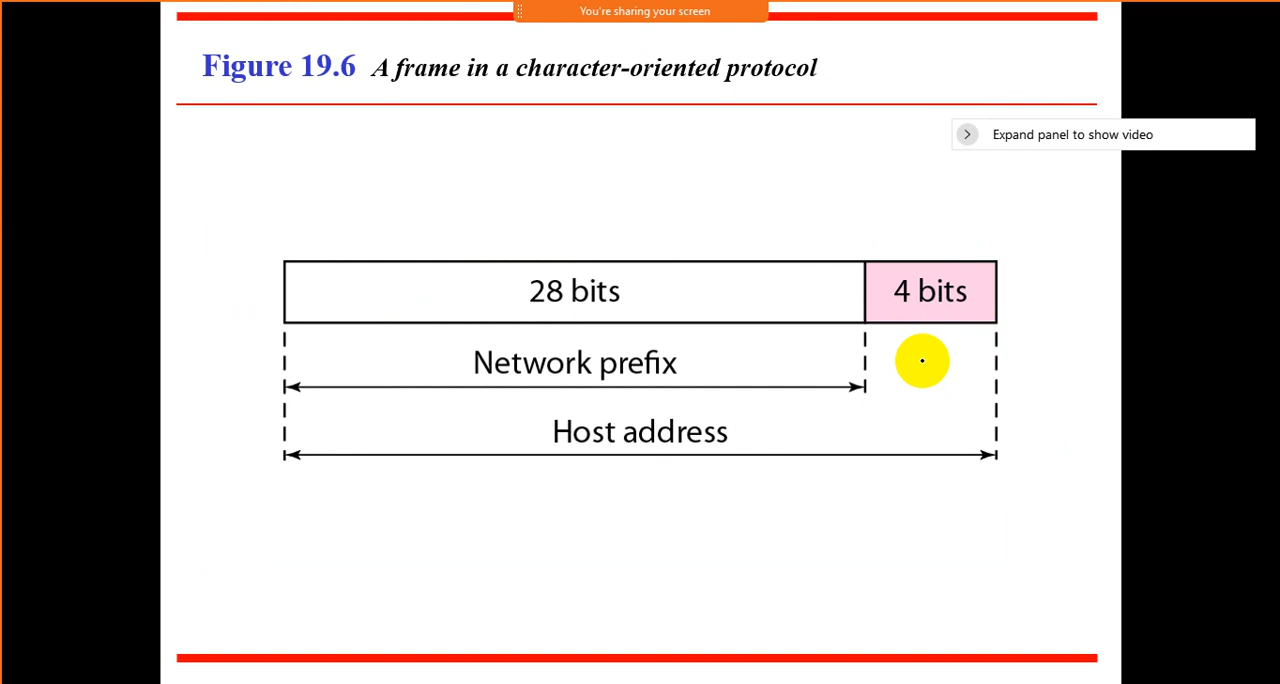 You're sharing your screen
Figure 19.6 A frame in a character-oriented protocol
Expand panel to show video
28 bits 4 bits
Network prefix
Host address